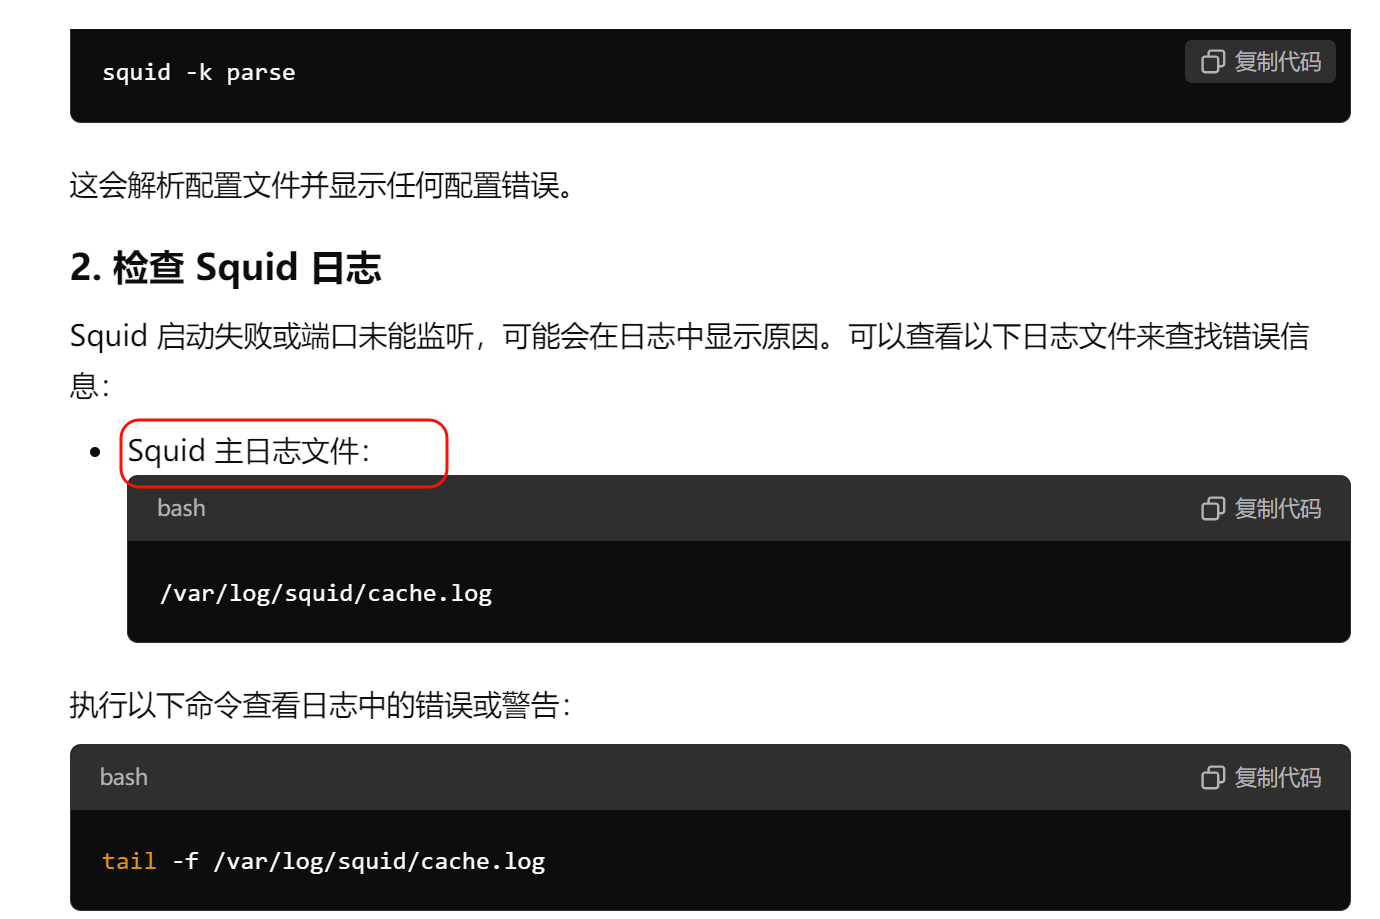 squid -k parse
复制代码
这会解析配置文件并显示任何配置错误。
2. 检查 Squid 日志
Squid 启动失败或端口未能监听，可能会在日志中显示原因。可以查看以下日志文件来查找错误信
息：
• Squid 主日志文件：
bash
复制代码
/var/log/squid/cache.log
执行以下命令查看日志中的错误或警告：
bash
复制代码
tail -f /var/log/squid/cache.log